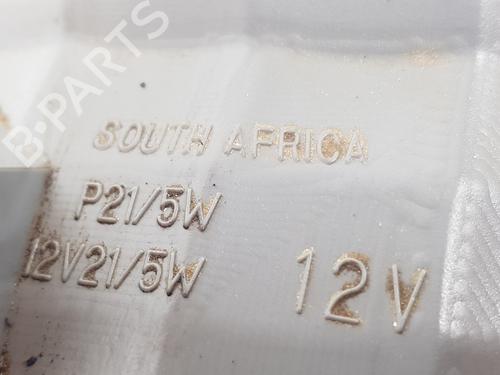 B-PARTS
SOUTH AFRICA
P21/5W
12V21/5W 12V